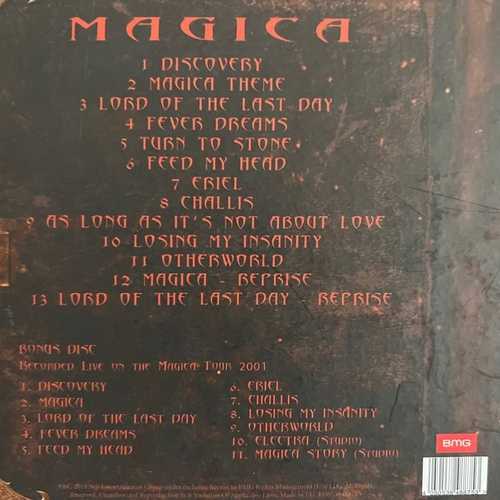 MAGICA
1 DISCOVERY
2 MAGICA THEME
3 LORD OF THE LAST DAY
4 FEVER DREAMS
5 TURN TO STONE
6 FEED MY HEAD
7 ERIEL
8 CHALLIS
9 AS LONG AS IT'S NOT ABOUT LOVE
10 LOSING MY INSANITY
11 OTHERWORLD
12 MAGICA - REPRISE
13 LORD OF THE LAST DAY - REPRISE
BONUS DISC
RECORDED LIVE ON THE MAGICA TOUR 2001
1. DISCOVERY
2. MAGICA
3. LORD OF THE LAST DAY
4. FEVER DREAMS
5. FEED MY HEAD
6. ERIEL
7. CHALLIS
8. LOSING MY INSANITY
9. OTHERWORLD
10. ELECTRA (STUDIO)
11. MAGICA STORY (STUDIO)
BMG